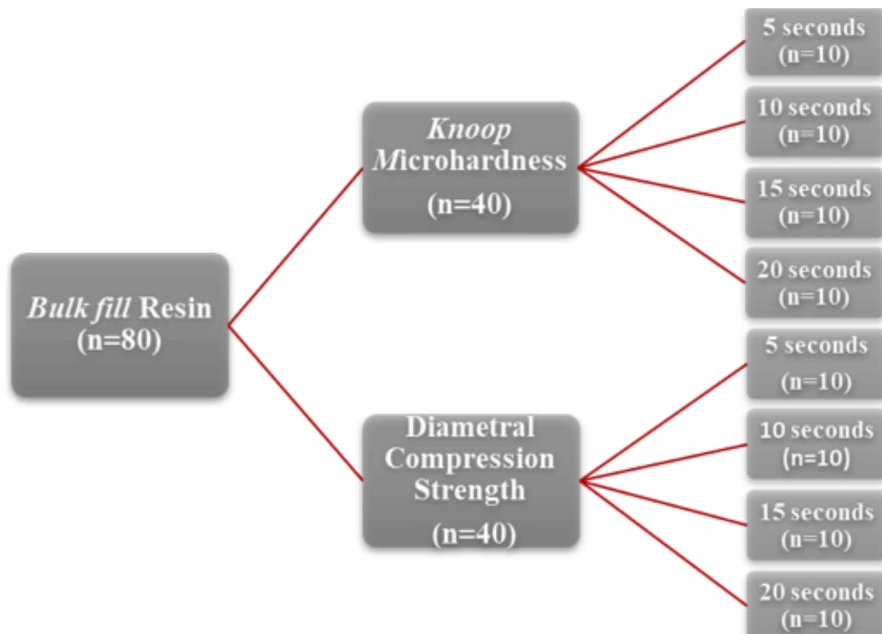 Bulk fill Resin
(n=80)
Knoop
Microhardness
(n=40)
5 seconds
(n=10)
10 seconds
(n=10)
15 seconds
(n=10)
20 seconds
(n=10)
Diametral
Compression
Strength
(n=40)
5 seconds
(n=10)
10 seconds
(n=10)
15 seconds
(n=10)
20 seconds
(n=10)